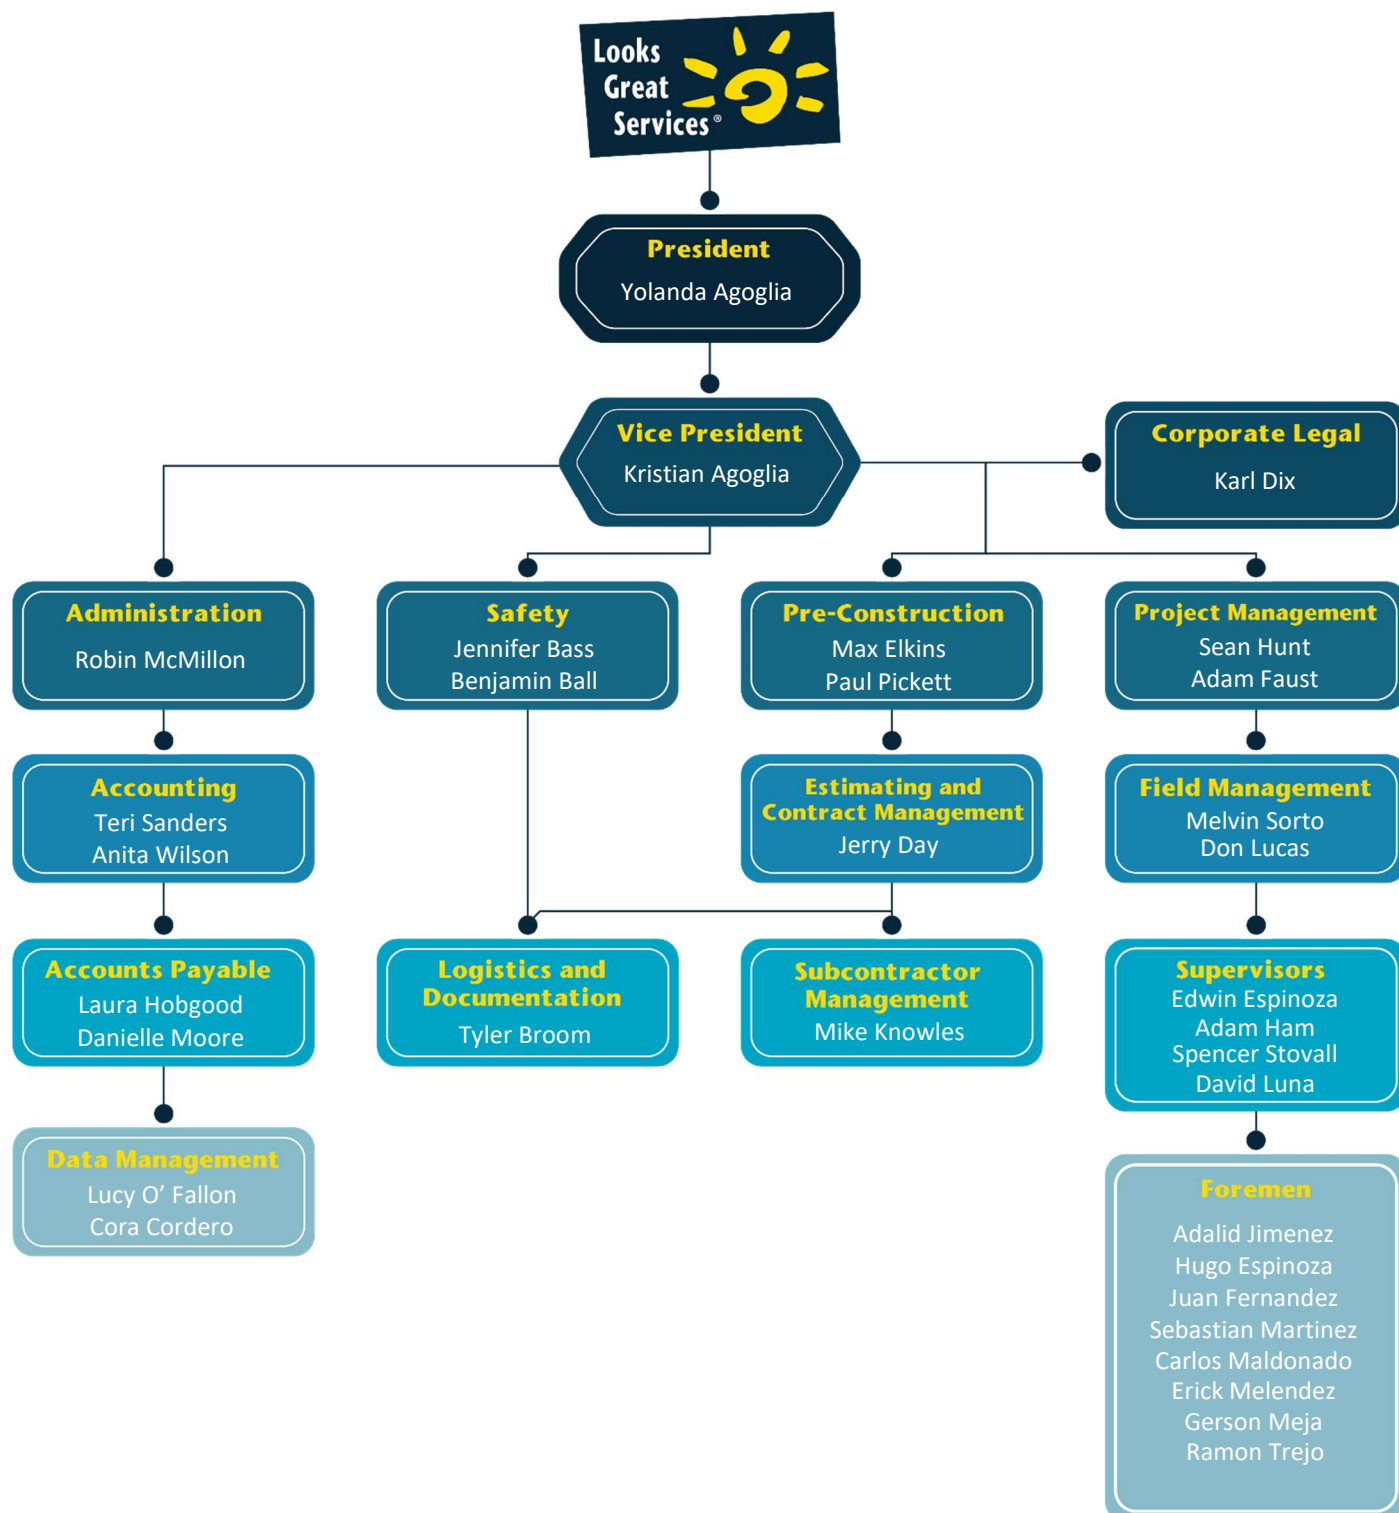 Looks
Great
Services®
President
Yolanda Agoglia
Vice President
Kristian Agoglia
Corporate Legal
Karl Dix
Administration
Robin McMillon
Safety
Jennifer Bass
Benjamin Ball
Pre-Construction
Max Elkins
Paul Pickett
Project Management
Sean Hunt
Adam Faust
Accounting
Teri Sanders
Anita Wilson
Estimating and
Contract Management
Jerry Day
Field Management
Melvin Sorto
Don Lucas
Accounts Payable
Laura Hobgood
Danielle Moore
Logistics and
Documentation
Tyler Broom
Subcontractor
Management
Mike Knowles
Supervisors
Edwin Espinoza
Adam Ham
Spencer Stovall
David Luna
Data Management
Lucy O’ Fallon
Cora Cordero
Foremen
Adalid Jimenez
Hugo Espinoza
Juan Fernandez
Sebastian Martinez
Carlos Maldonado
Erick Melendez
Gerson Meja
Ramon Trejo